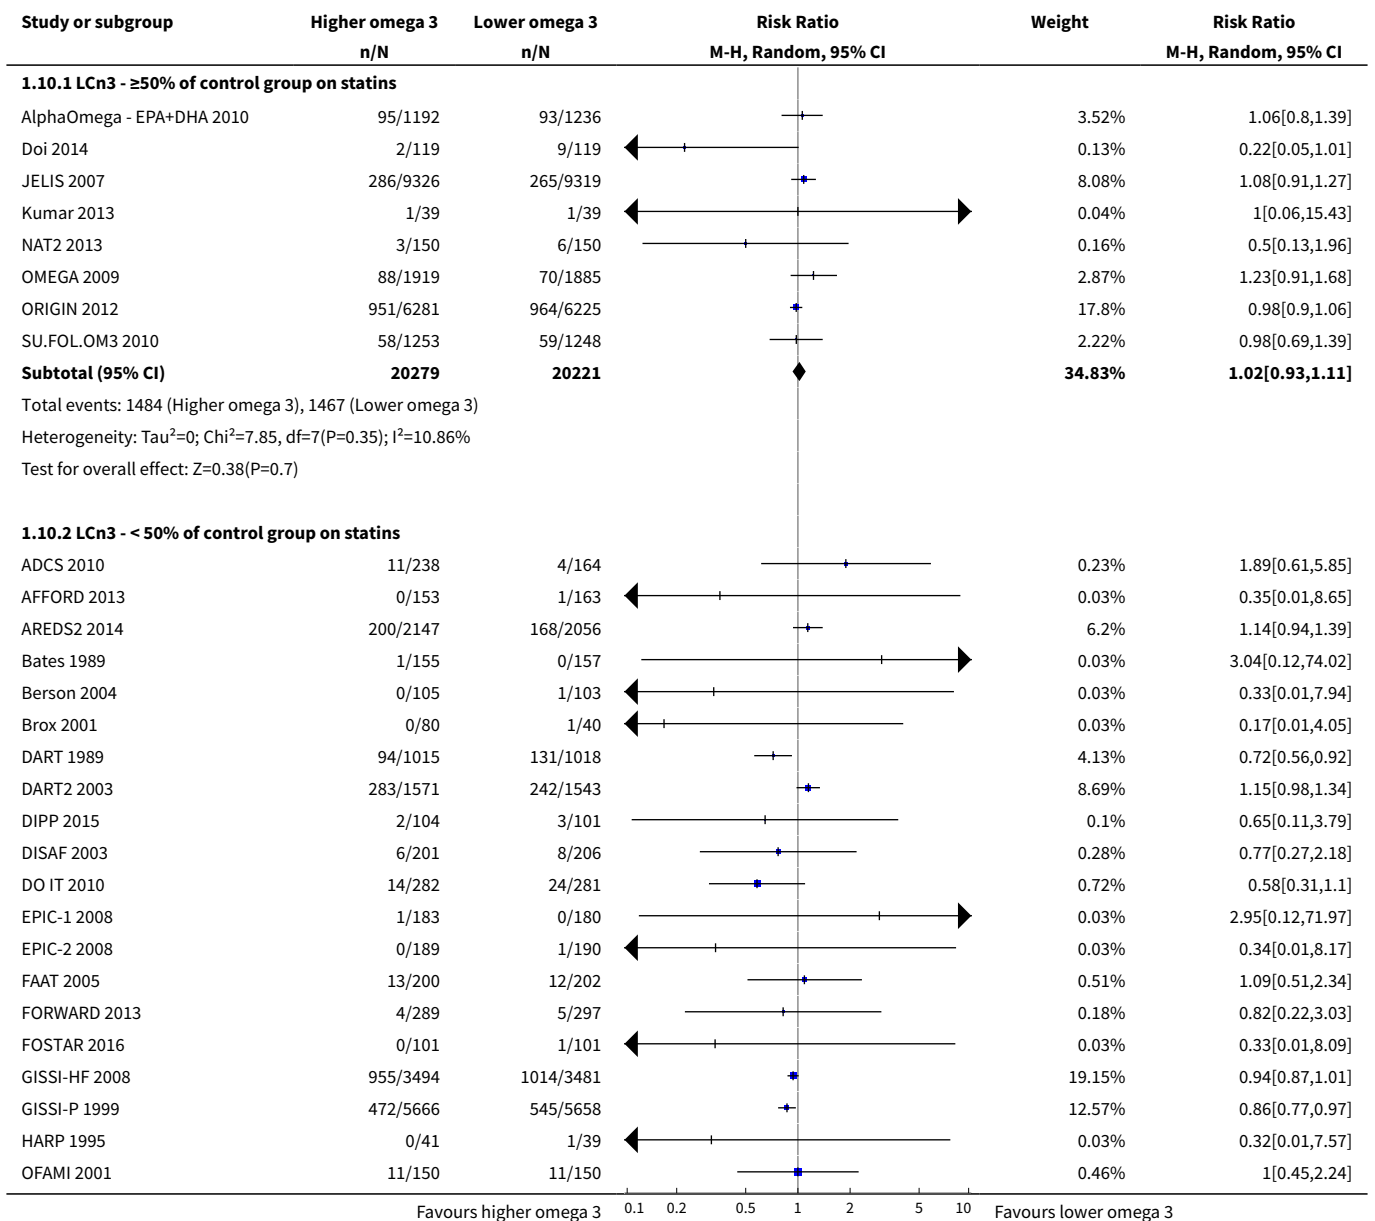 Study or subgroup Higher omega 3 Lower omega 3 Risk Ratio Weight Risk Ratio
n/N n/N M-H, Random, 95% CI M-H, Random, 95% CI
1.10.1 LCn3 - ≥50% of control group on statins
AlphaOmega - EPA+DHA 2010 95/1192 93/1236 3.52% 1.06[0.8,1.39]
Doi 2014 2/119 9/119 0.13% 0.22[0.05,1.01]
JELIS 2007 286/9326 265/9319 8.08% 1.08[0.91,1.27]
Kumar 2013 1/39 1/39 0.04% 1[0.06,15.43]
NAT2 2013 3/150 6/150 0.16% 0.5[0.13,1.96]
OMEGA 2009 88/1919 70/1885 2.87% 1.23[0.91,1.68]
ORIGIN 2012 951/6281 964/6225 17.8% 0.98[0.9,1.06]
SU.FOL.OM3 2010 58/1253 59/1248 2.22% 0.98[0.69,1.39]
Subtotal (95% CI) 20279 20221 34.83% 1.02[0.93,1.11]
Total events: 1484 (Higher omega 3), 1467 (Lower omega 3)
Heterogeneity: Tau²=0; Chi²=7.85, df=7(P=0.35); I²=10.86%
Test for overall effect: Z=0.38(P=0.7)
1.10.2 LCn3 - < 50% of control group on statins
ADCS 2010 11/238 4/164 0.23% 1.89[0.61,5.85]
AFFORD 2013 0/153 1/163 0.03% 0.35[0.01,8.65]
AREDS2 2014 200/2147 168/2056 6.2% 1.14[0.94,1.39]
Bates 1989 1/155 0/157 0.03% 3.04[0.12,74.02]
Berson 2004 0/105 1/103 0.03% 0.33[0.01,7.94]
Brox 2001 0/80 1/40 0.03% 0.17[0.01,4.05]
DART 1989 94/1015 131/1018 4.13% 0.72[0.56,0.92]
DART2 2003 283/1571 242/1543 8.69% 1.15[0.98,1.34]
DIPP 2015 2/104 3/101 0.1% 0.65[0.11,3.79]
DISAF 2003 6/201 8/206 0.28% 0.77[0.27,2.18]
DO IT 2010 14/282 24/281 0.72% 0.58[0.31,1.1]
EPIC-1 2008 1/183 0/180 0.03% 2.95[0.12,71.97]
EPIC-2 2008 0/189 1/190 0.03% 0.34[0.01,8.17]
FAAT 2005 13/200 12/202 0.51% 1.09[0.51,2.34]
FORWARD 2013 4/289 5/297 0.18% 0.82[0.22,3.03]
FOSTAR 2016 0/101 1/101 0.03% 0.33[0.01,8.09]
GISSI-HF 2008 955/3494 1014/3481 19.15% 0.94[0.87,1.01]
GISSI-P 1999 472/5666 545/5658 12.57% 0.86[0.77,0.97]
HARP 1995 0/41 1/39 0.03% 0.32[0.01,7.57]
OFAMI 2001 11/150 11/150 0.46% 1[0.45,2.24]
Favours higher omega 3 0.1 0.2 0.5 1 2 5 10 Favours lower omega 3